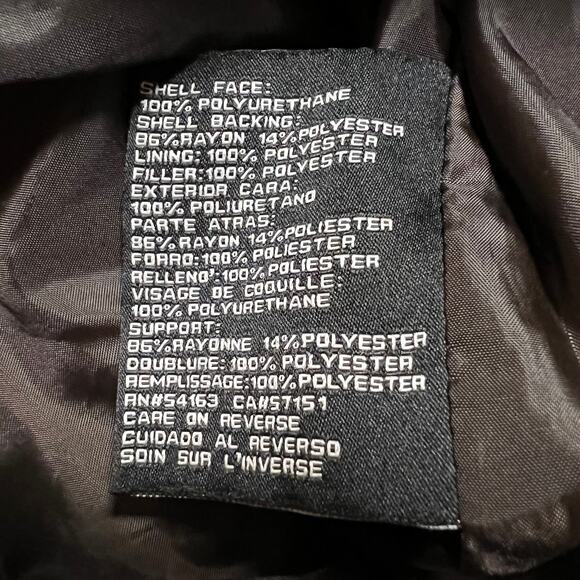 SHELL FACE:
100% POLYURETHANE
SHELL BACKING:
86%RAYON 14%POLYESTER
LINING:100% POLYESTER
FILLER:100% POLYESTER
EXTERIOR CARA:
100% POLIURETANO
PARTE ATRAS:
86%RAYON 14%POLIESTER
FORRO:100% POLIESTER
RELLENO':100% POLIESTER
VISAGE DE COQUILLE:
100% POLYURETHANE
SUPPORT:
86%RAYONNE 14%POLYESTER
DOUBLURE:100% POLYESTER
REMPLISSAGE:100%POLYESTER
RN#54163 CA#57151
CARE ON REVERSE
CUIDADO AL REVERSO
SOIN SUR L'INVERSE